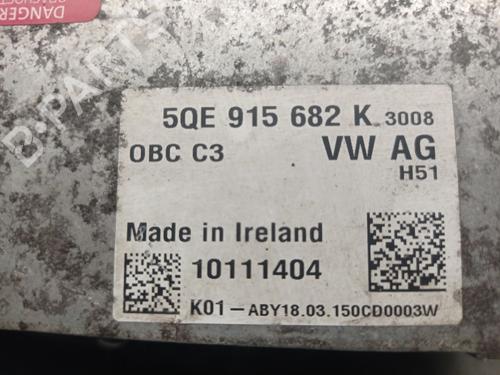 DANGER
5QE 915 682 K 3008
OBC C3 VW AG
H51
Made in Ireland
10111404
K01-ABY18.03.150CD0003W
B-PARTS